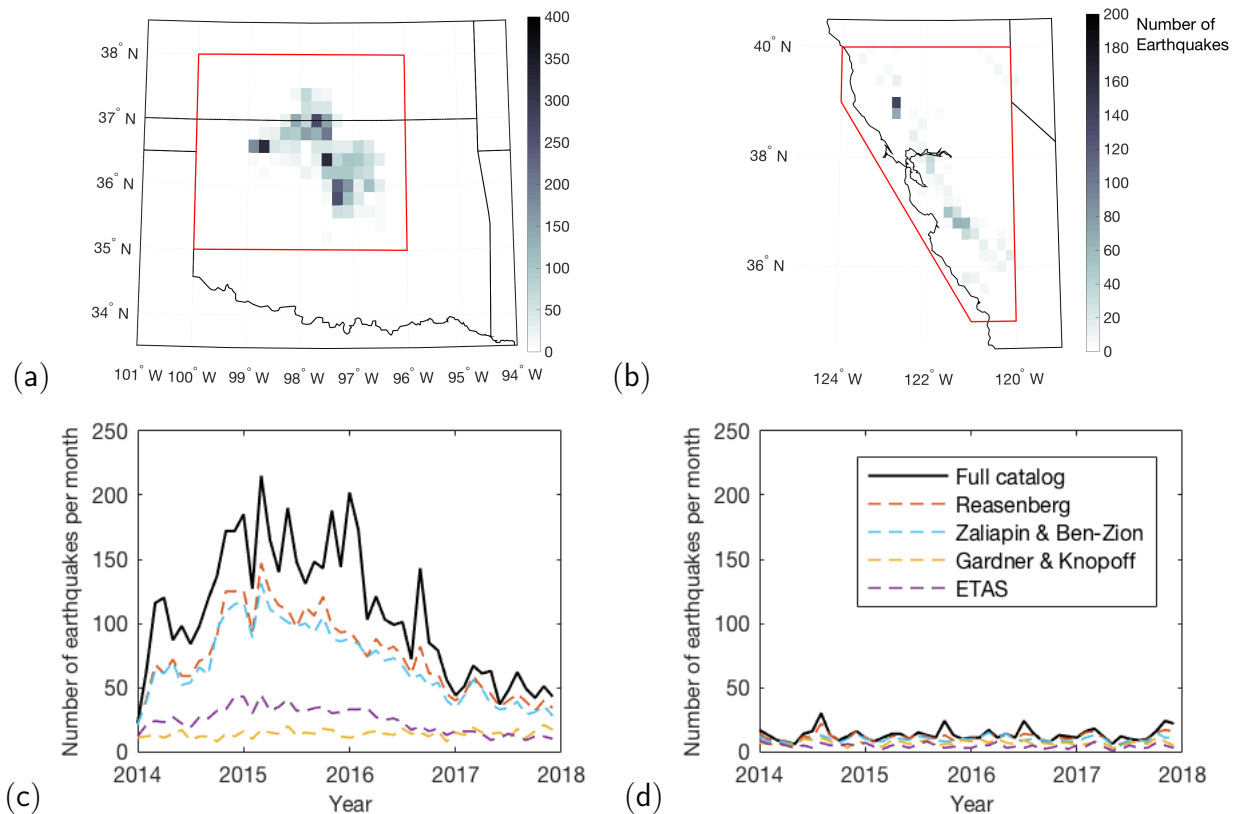 38° N
37° N
36° N
35° N
34° N
101° W 100° W 99° W 98° W 97° W 96° W 95° W 94° W
400
350
300
250
200
150
100
50
0
(a)
40° N
38° N
36° N
124° W 122° W 120° W
200
180
160
140
120
100
80
60
40
20
0
Number of
Earthquakes
(b)
Number of earthquakes per month
250
200
150
100
50
0
2014 2015 2016 2017 2018
Year
(c)
Number of earthquakes per month
250
200
150
100
50
0
Full catalog
Reasenberg
Zaliapin & Ben-Zion
Gardner & Knopoff
ETAS
2014 2015 2016 2017 2018
Year
(d)